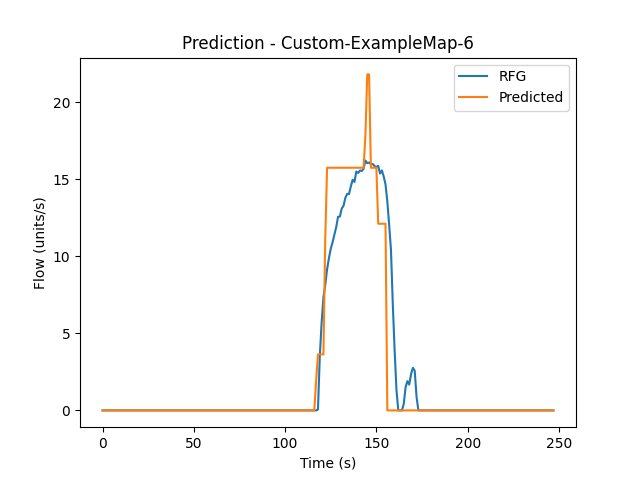 Prediction - Custom-ExampleMap-6
RFG
Predicted
Flow (units/s)
20
15
10
5
0
0 50 100 150 200 250
Time (s)